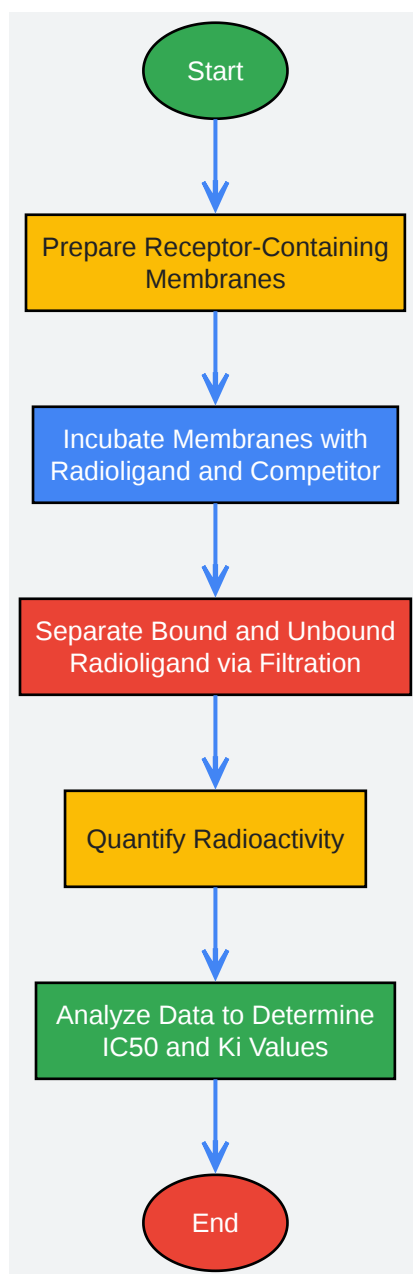 Start
Prepare Receptor-Containing
Membranes
Incubate Membranes with
Radioligand and Competitor
Separate Bound and Unbound
Radioligand via Filtration
Quantify Radioactivity
Analyze Data to Determine
IC50 and Ki Values
End